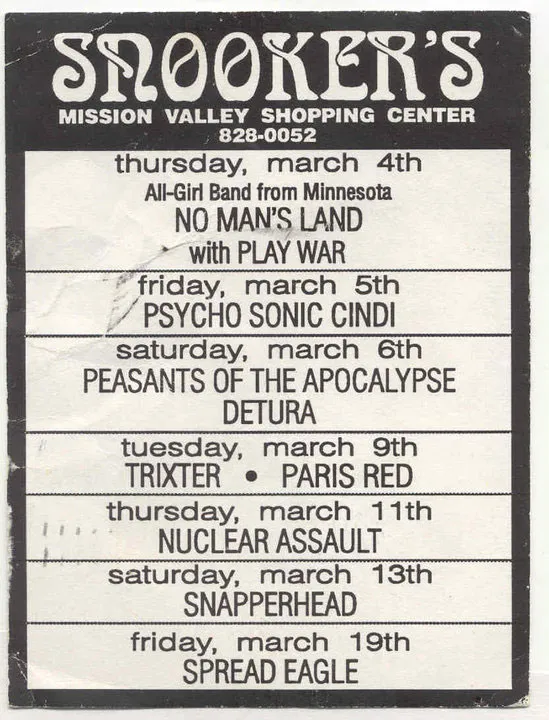 SNOOKER'S
MISSION VALLEY SHOPPING CENTER
828-0052
thursday, march 4th
All-Girl Band from Minnesota
NO MAN'S LAND
with PLAY WAR
friday, march 5th
PSYCHO SONIC CINDI
saturday, march 6th
PEASANTS OF THE APOCALYPSE
DETURA
tuesday, march 9th
TRIXTER • PARIS RED
thursday, march 11th
NUCLEAR ASSAULT
saturday, march 13th
SNAPPERHEAD
friday, march 19th
SPREAD EAGLE